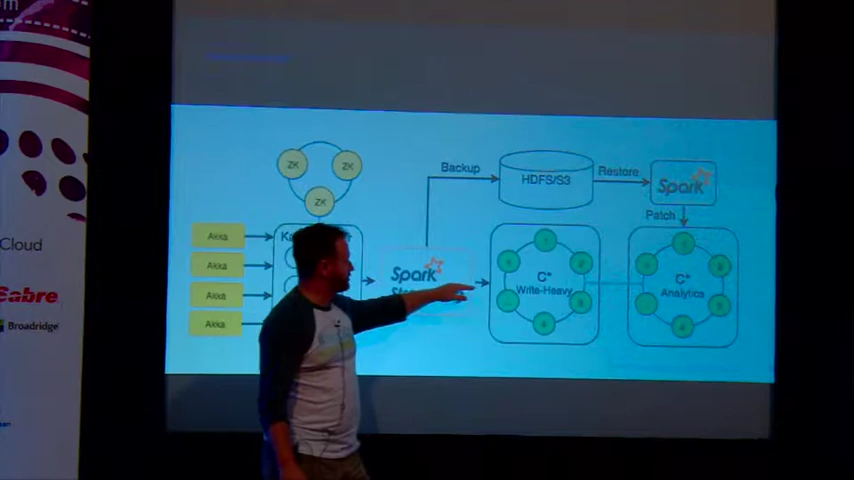 Cloud
Sabre
Broadridge
ZK
ZK
ZK
Akka
Akka
Akka
Akka
Spark
Backup
HDFS/S3
Restore
Spark
Patch
C*
Write-Heavy
C*
Analytics